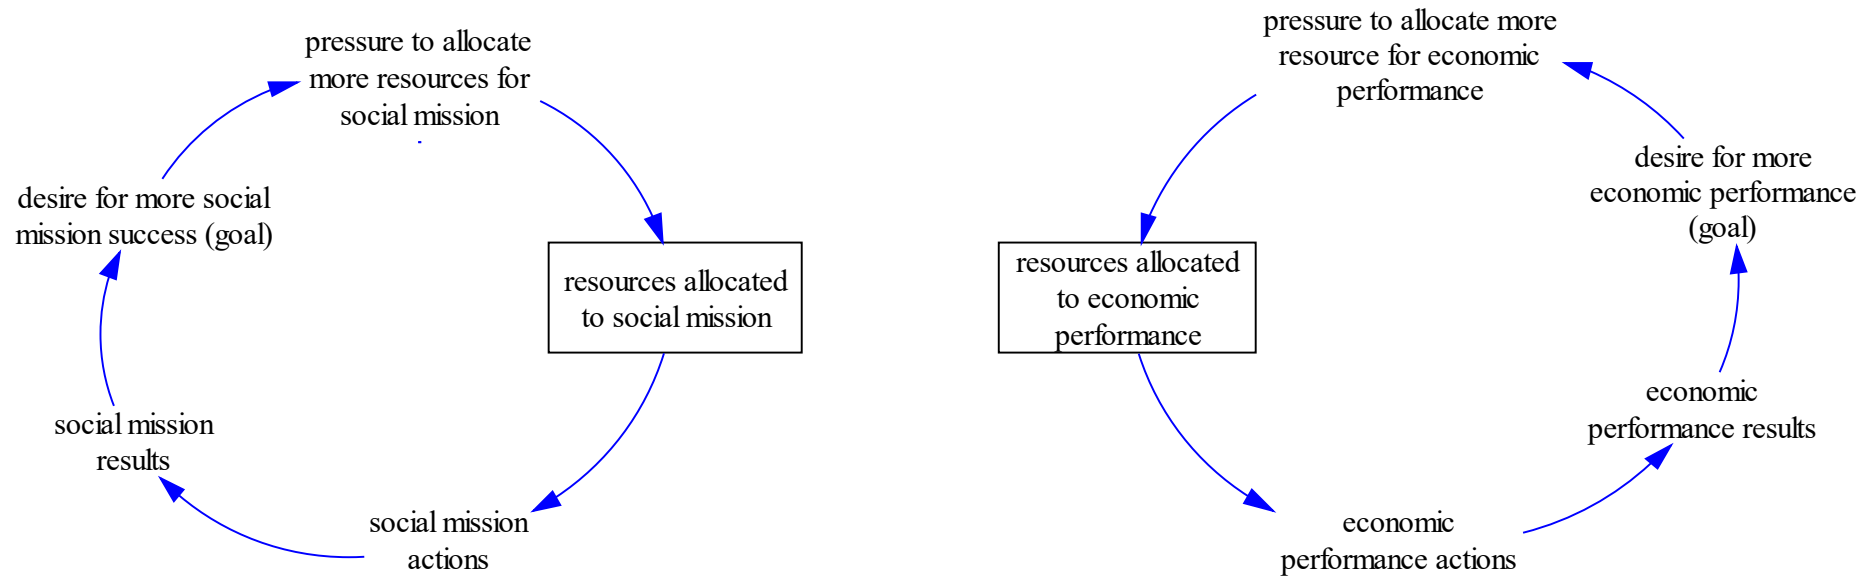 pressure to allocate
more resources for
social mission
desire for more social
mission success (goal)
resources allocated
to social mission
social mission
results
social mission
actions
pressure to allocate more
resource for economic
performance
desire for more
economic performance
(goal)
resources allocated
to economic
performance
economic
performance results
economic
performance actions